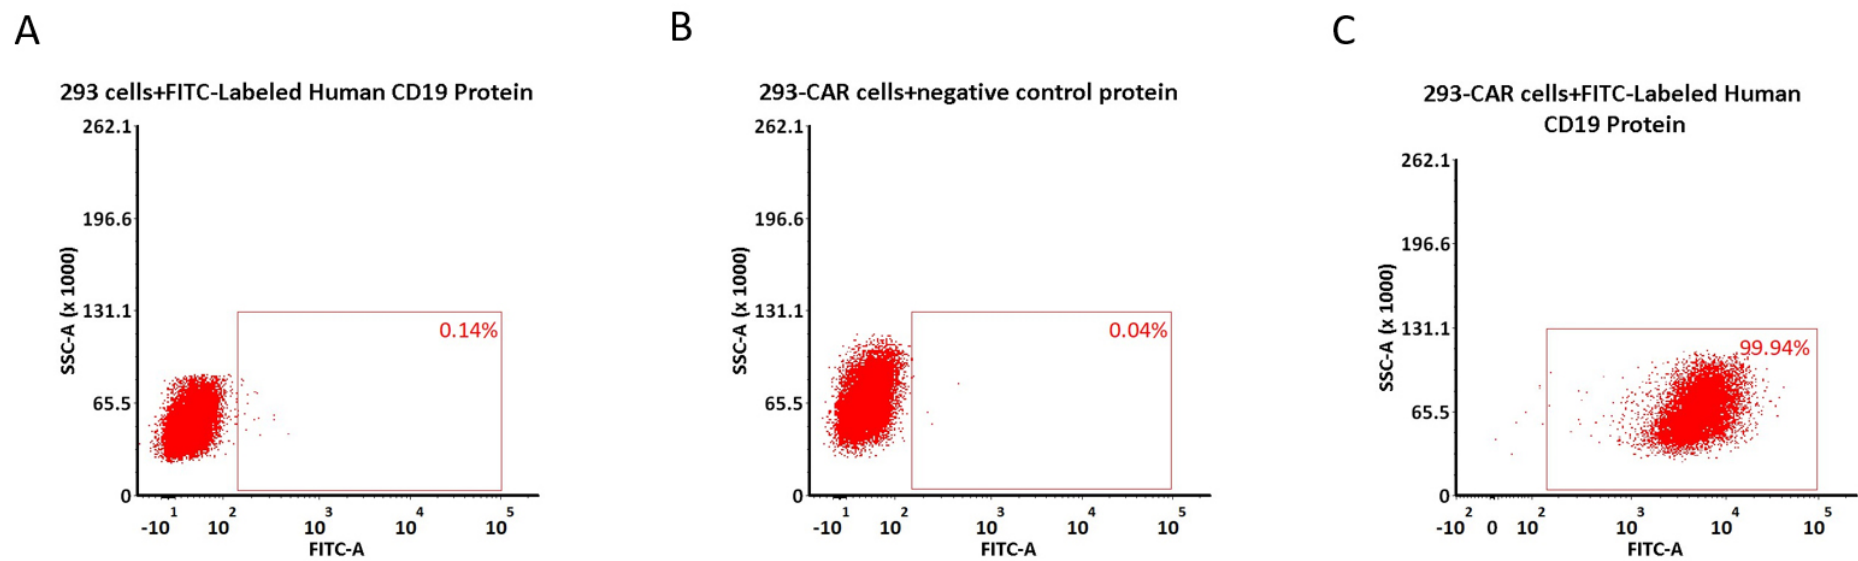 A
293 cells+FITC-Labeled Human CD19 Protein
262.1
196.6
131.1
65.5
0
SSC-A (x 1000)
0.14%
-10 1
10 2
10 3
10 4
10 5
FITC-A
B
293-CAR cells+negative control protein
262.1
196.6
131.1
65.5
0
SSC-A (x 1000)
0.04%
-10 1
10 2
10 3
10 4
10 5
FITC-A
C
293-CAR cells+FITC-Labeled Human
CD19 Protein
262.1
196.6
131.1
65.5
0
SSC-A (x 1000)
99.94%
-10 2
0
10 2
10 3
10 4
10 5
FITC-A